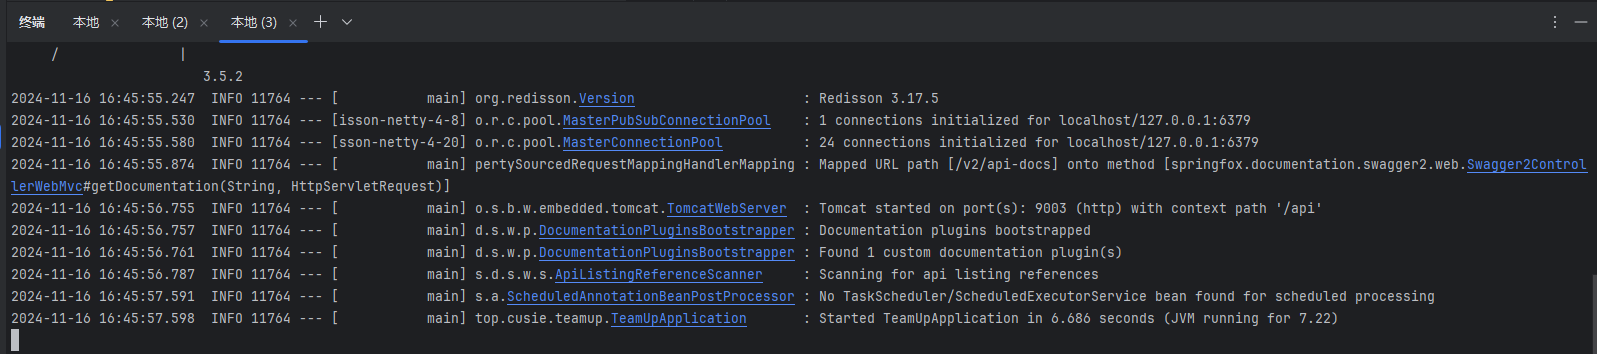 终端 本地 × 本地 (2) × 本地 (3) ×
/ |
3.5.2
2024-11-16 16:45:55.247  INFO 11764 --- [           main] org.redisson.Version                     : Redisson 3.17.5
2024-11-16 16:45:55.530  INFO 11764 --- [isson-netty-4-8] o.r.c.pool.MasterPubSubConnectionPool    : 1 connections initialized for localhost/127.0.0.1:6379
2024-11-16 16:45:55.580  INFO 11764 --- [sson-netty-4-20] o.r.c.pool.MasterConnectionPool          : 24 connections initialized for localhost/127.0.0.1:6379
2024-11-16 16:45:55.874  INFO 11764 --- [           main] pertySourcedRequestMappingHandlerMapping : Mapped URL path [/v2/api-docs] onto method [springfox.documentation.swagger2.web.Swagger2Contro
llerWebMvc#getDocumentation(String, HttpServletRequest)]
2024-11-16 16:45:56.755  INFO 11764 --- [           main] o.s.b.w.embedded.tomcat.TomcatWebServer  : Tomcat started on port(s): 9003 (http) with context path '/api'
2024-11-16 16:45:56.757  INFO 11764 --- [           main] d.s.w.p.DocumentationPluginsBootstrapper : Documentation plugins bootstrapped
2024-11-16 16:45:56.761  INFO 11764 --- [           main] d.s.w.p.DocumentationPluginsBootstrapper : Found 1 custom documentation plugin(s)
2024-11-16 16:45:56.787  INFO 11764 --- [           main] s.d.s.w.s.ApiListingReferenceScanner     : Scanning for api listing references
2024-11-16 16:45:57.591  INFO 11764 --- [           main] s.a.ScheduledAnnotationBeanPostProcessor : No TaskScheduler/ScheduledExecutorService bean found for scheduled processing
2024-11-16 16:45:57.598  INFO 11764 --- [           main] top.cusie.teamup.TeamUpApplication       : Started TeamUpApplication in 6.686 seconds (JVM running for 7.22)